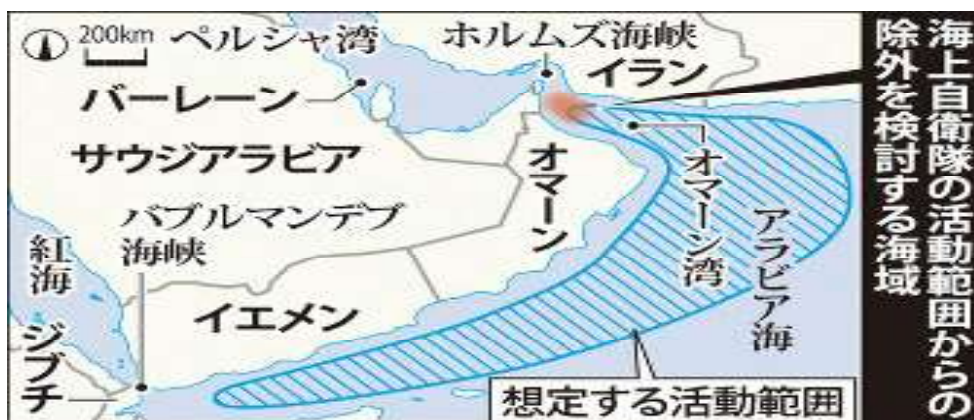 海上自衛隊の活動範囲からの
除外を検討する海域
200km
ペルシャ湾
ホルムズ海峡
イラン
バーレーン
サウジアラビア
オマーン
オマーン湾
バブルマンデブ
海峡
アラビア海
紅海
イエメン
ジブチ
想定する活動範囲